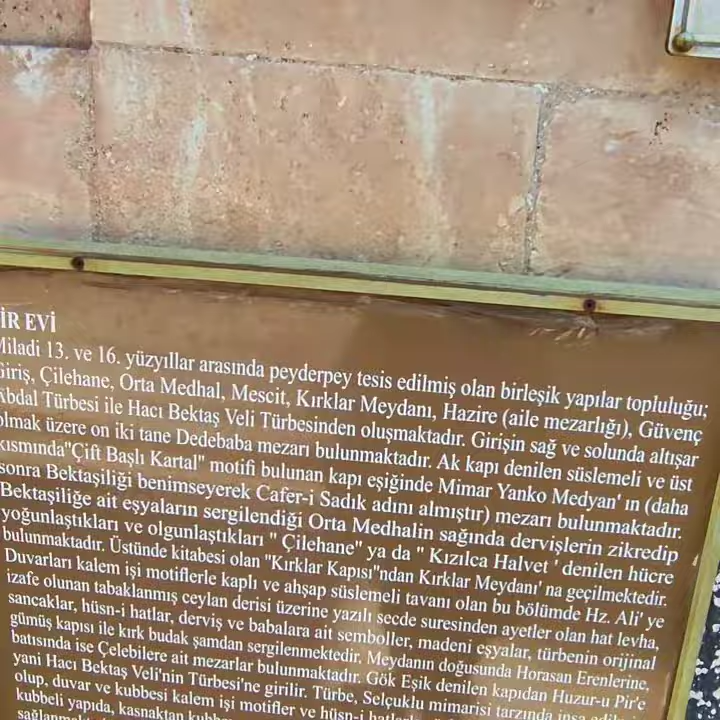 İR EVİ
Miladi 13. ve 16. yüzyıllar arasında peyderpey tesis edilmiş olan birleşik yapılar topluluğu;
Giriş, Çilehane, Orta Medhal, Mescit, Kırklar Meydanı, Hazire (aile mezarlığı), Güvenç
Abdal Türbesi ile Hacı Bektaş Veli Türbesinden oluşmaktadır. Girişin sağ ve solunda altışar
olmak üzere on iki tane Dedebaba mezarı bulunmaktadır. Ak kapı denilen süslemeli ve üst
kısmında"Çift Başlı Kartal" motifi bulunan kapı eşiğinde Mimar Yanko Medyan' ın (daha
sonra Bektaşiliği benimseyerek Cafer-i Sadık adını almıştır) mezarı bulunmaktadır.
Bektaşiliğe ait eşyaların sergilendiği Orta Medhalin sağında dervişlerin zikredip
yoğunlaştıkları ve olgunlaştıkları " Çilehane" ya da " Kızılca Halvet ' denilen hücre
bulunmaktadır. Üstünde kitabesi olan "Kırklar Kapısı"ndan Kırklar Meydanı' na geçilmektedir.
Duvarları kalem işi motiflerle kaplı ve ahşap süslemeli tavanı olan bu bölümde Hz. Ali' ye
izafe olunan tabaklanmış ceylan derisi üzerine yazılı secde suresinden ayetler olan hat levha,
sancaklar, hüsn-i hatlar, derviş ve babalara ait semboller, madeni eşyalar, türbenin orijinal
gümüş kapısı ile kırk budak şamdan sergilenmektedir. Meydanın doğusunda Horasan Erenlerine,
batısında ise Çelebilere ait mezarlar bulunmaktadır. Gök Eşik denilen kapıdan Huzur-u Pir'e
yani Hacı Bektaş Veli'nin Türbesi'ne girilir. Türbe, Selçuklu mimarisi tarzında inşa
olup, duvar ve kubbesi kalem işi motifler ve hüsn-i
kubbeli yapıda, kasnaktan